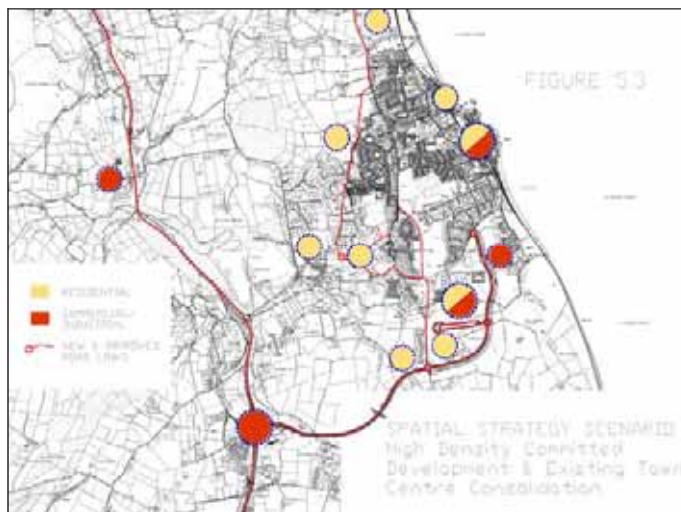 FIGURE 5.3
RESIDENTIAL
COMMERCIAL/
INDUSTRIAL
NEW & IMPROVED
ROAD LINKS
SPATIAL STRATEGY SCENARIO
High Density Committed
Development & Existing Town
Centre Consolidation